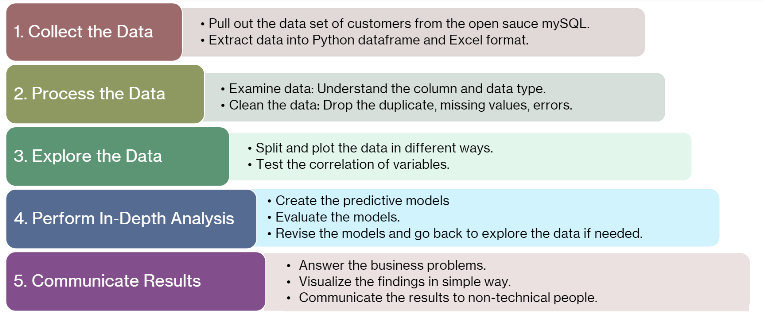 1. Collect the Data
• Pull out the data set of customers from the open sauce mySQL.
• Extract data into Python dataframe and Excel format.
2. Process the Data
• Examine data: Understand the column and data type.
• Clean the data: Drop the duplicate, missing values, errors.
3. Explore the Data
• Split and plot the data in different ways.
• Test the correlation of variables.
4. Perform In-Depth Analysis
• Create the predictive models
• Evaluate the models.
• Revise the models and go back to explore the data if needed.
5. Communicate Results
• Answer the business problems.
• Visualize the findings in simple way.
• Communicate the results to non-technical people.